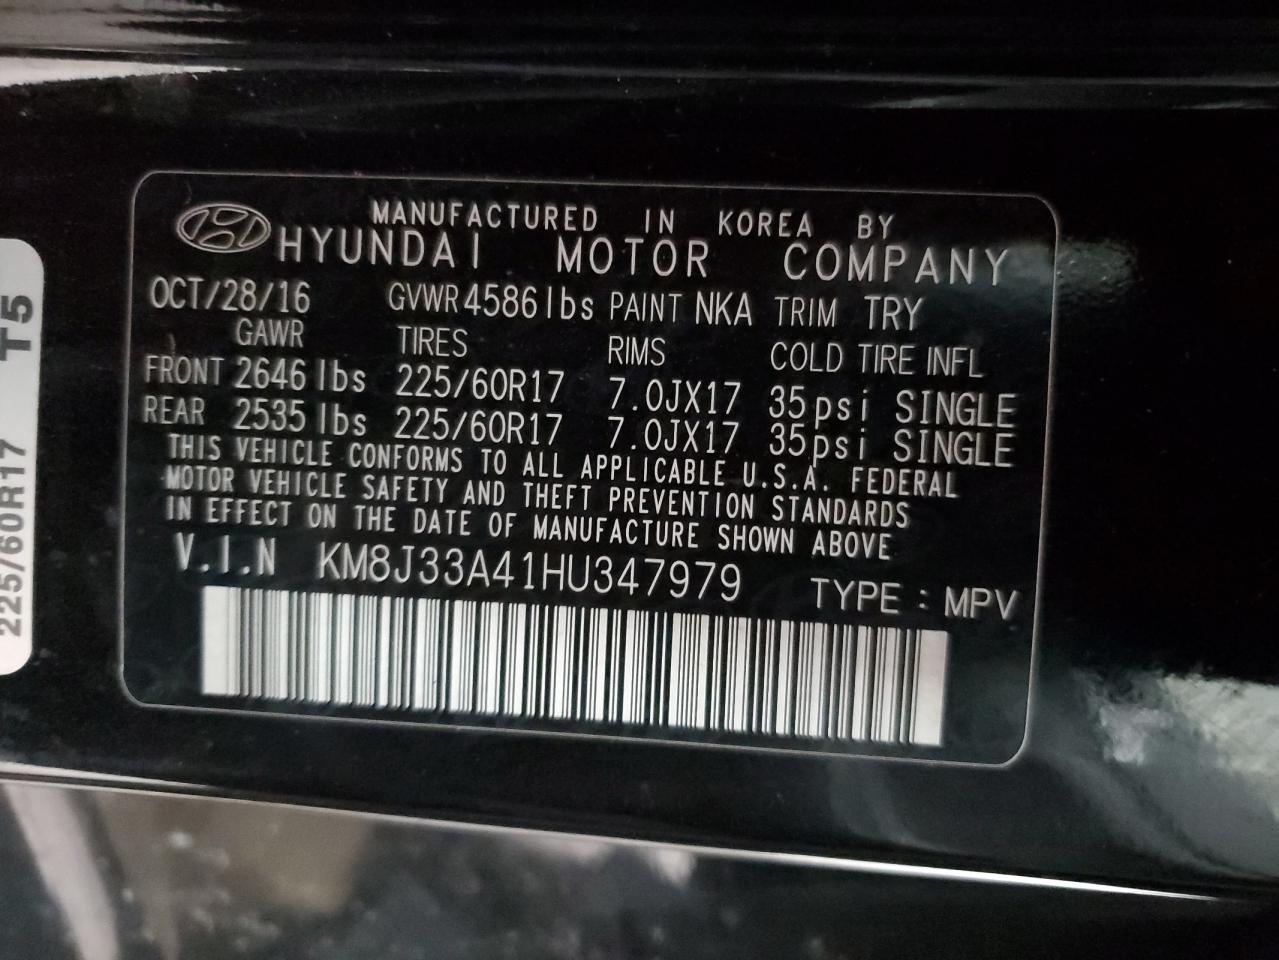 MANUFACTURED IN KOREA BY
HYUNDAI MOTOR COMPANY
OCT/28/16 GVWR 4586 lbs PAINT NKA TRIM TRY
GAWR TIRES RIMS COLD TIRE INFL
FRONT 2646 lbs 225/60R17 7.0JX17 35psi SINGLE
REAR 2535 lbs 225/60R17 7.0JX17 35psi SINGLE
THIS VEHICLE CONFORMS TO ALL APPLICABLE U.S.A. FEDERAL
MOTOR VEHICLE SAFETY AND THEFT PREVENTION STANDARDS
IN EFFECT ON THE DATE OF MANUFACTURE SHOWN ABOVE
V.I.N KM8J33A41HU347979 TYPE : MPV
225/60R17 T5